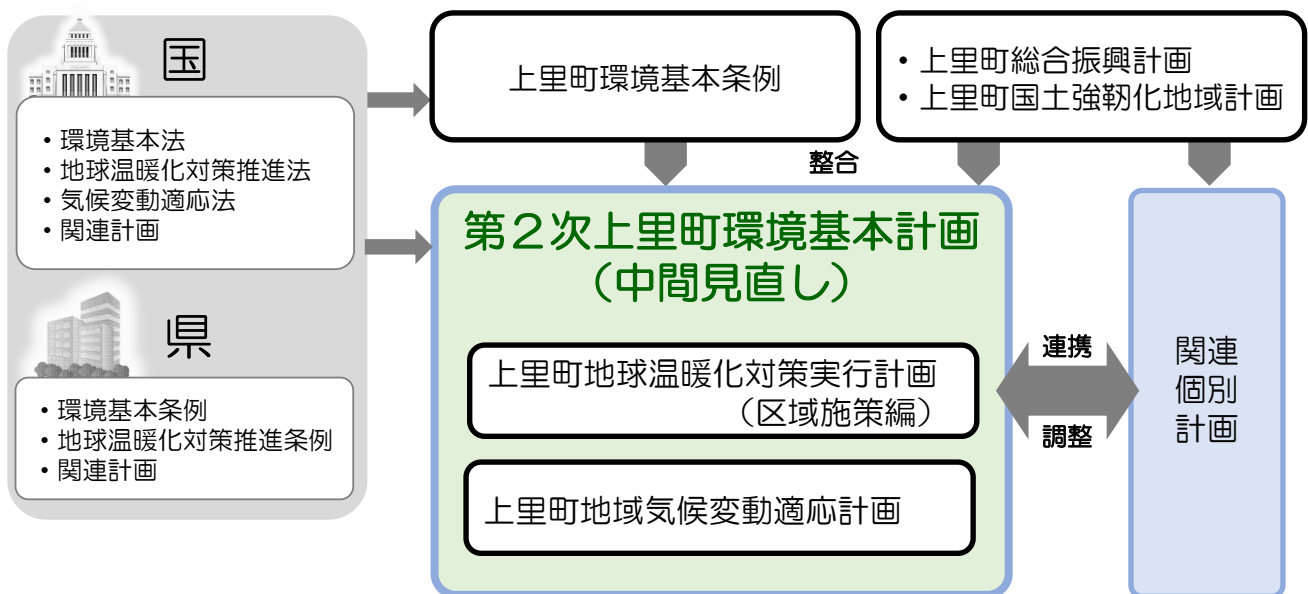 国
・環境基本法
・地球温暖化対策推進法
・気候変動適応法
・関連計画
県
・環境基本条例
・地球温暖化対策推進条例
・関連計画
上里町環境基本条例
・上里町総合振興計画
・上里町国土強靭化地域計画
整合
第２次上里町環境基本計画
（中間見直し）
上里町地球温暖化対策実行計画
（区域施策編）
上里町地域気候変動適応計画
連携
調整
関連
個別
計画